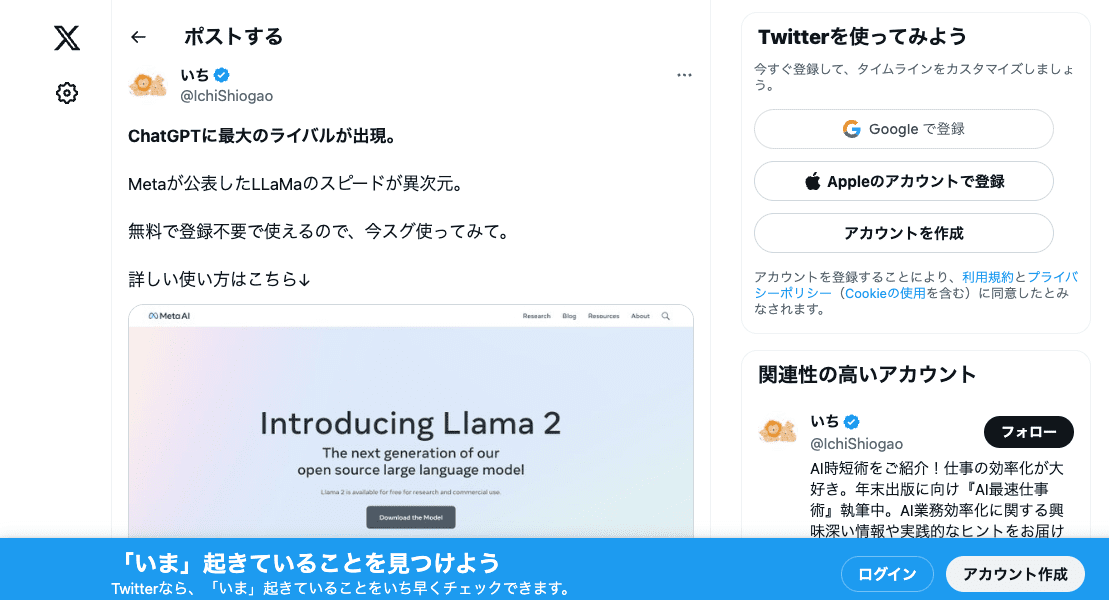 ポストする
いち
@IchiShiogao
ChatGPTに最大のライバルが出現。
Metaが公表したLLaMaのスピードが異次元。
無料で登録不要で使えるので、今スグ使ってみて。
詳しい使い方はこちら↓
Meta AI
Research Blog Resources About
Introducing Llama 2
The next generation of our
open source large language model
Llama 2 is available for free for research and commercial use.
Download the Model
Twitterを使ってみよう
今すぐ登録して、タイムラインをカスタマイズしましょ
う。
Google で登録
Appleのアカウントで登録
アカウントを作成
アカウントを登録することにより、利用規約とプライバ
シーポリシー（Cookieの使用を含む）に同意したとみ
なされます。
関連性の高いアカウント
いち
@IchiShiogao
フォロー
AI時短術をご紹介！仕事の効率化が大
好き。年末出版に向け『AI最速仕事
術』執筆中。AI業務効率化に関する興
味深い情報や実践的なヒントをお届け
「いま」起きていることを見つけよう
Twitterなら、「いま」起きていることをいち早くチェックできます。
ログイン
アカウント作成